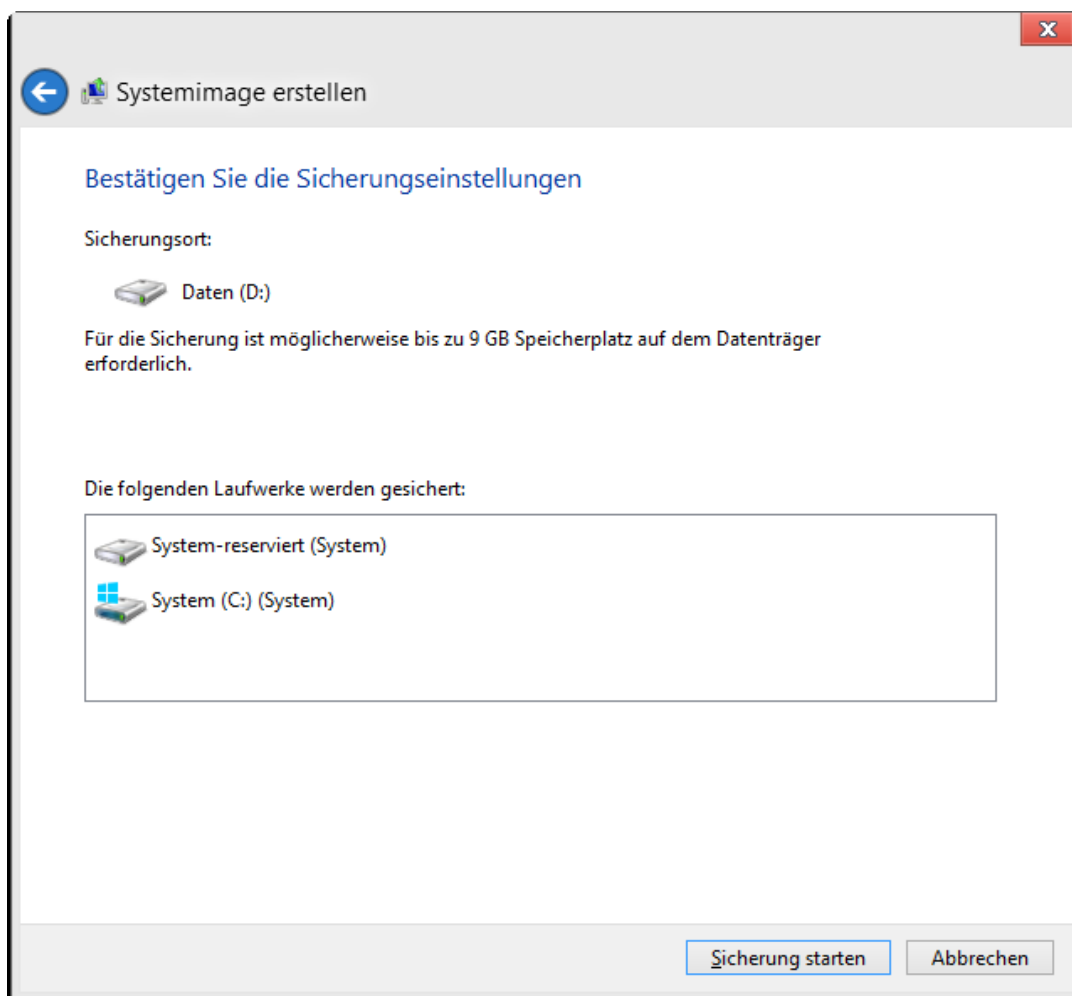 Systemimage erstellen
Bestätigen Sie die Sicherungseinstellungen
Sicherungsort:
Daten (D:)
Für die Sicherung ist möglicherweise bis zu 9 GB Speicherplatz auf dem Datenträger
erforderlich.
Die folgenden Laufwerke werden gesichert:
System-reserviert (System)
System (C:) (System)
Sicherung starten Abbrechen